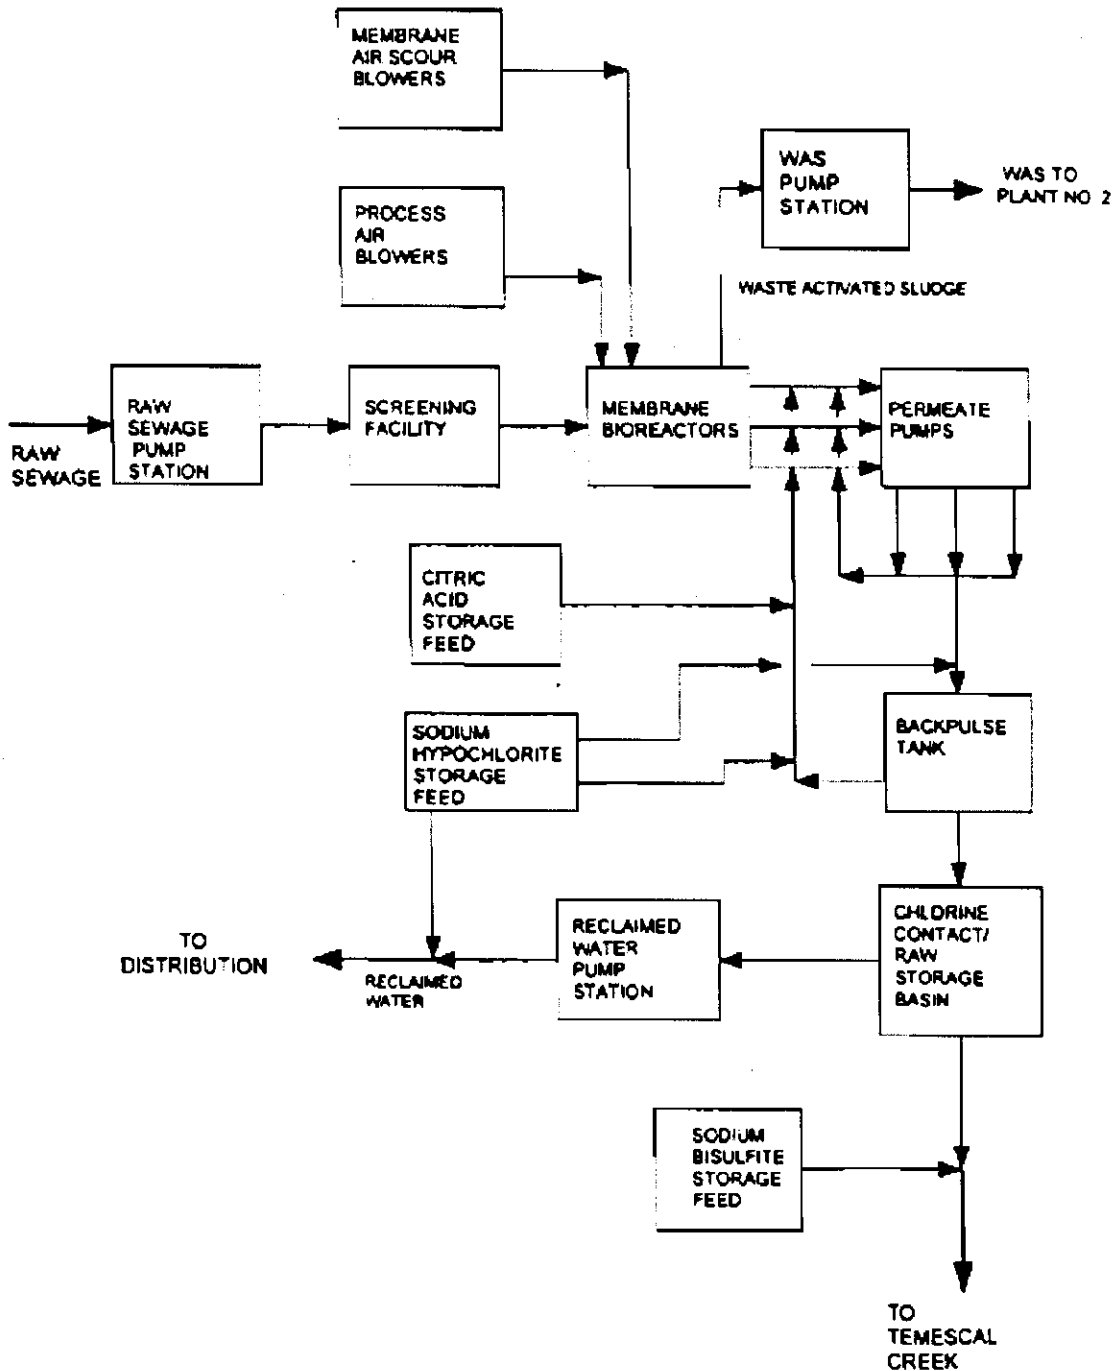 MEMBRANE
AIR SCOUR
BLOWERS
WAS
PUMP
STATION
WAS TO
PLANT NO. 2
PROCESS
AIR
BLOWERS
WASTE ACTIVATED SLUDGE
RAW
SEWAGE
RAW
SEWAGE
PUMP
STATION
SCREENING
FACILITY
MEMBRANE
BIOREACTORS
PERMEATE
PUMPS
CITRIC
ACID
STORAGE
FEED
SODIUM
HYPOCHLORITE
STORAGE
FEED
BACKPULSE
TANK
TO
DISTRIBUTION
RECLAIMED
WATER
RECLAIMED
WATER
PUMP
STATION
CHLORINE
CONTACT/
RAW
STORAGE
BASIN
SODIUM
BISULFITE
STORAGE
FEED
TO
TEMESCAL
CREEK